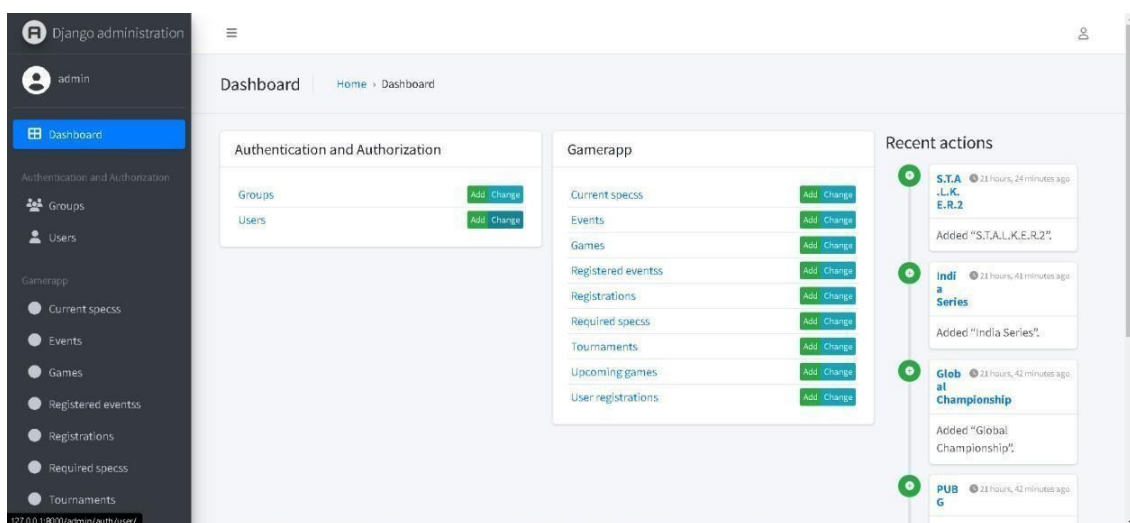 Django administration
admin
Dashboard
Authentication and Authorization
Groups
Users
Gamerapp
Current specss
Events
Games
Registered eventss
Registrations
Required specss
Tournaments
127.0.0.1:8000/admin/auth/user/
Dashboard
Home › Dashboard
Authentication and Authorization
Groups Add Change
Users Add Change
Gamerapp
Current specss Add Change
Events Add Change
Games Add Change
Registered eventss Add Change
Registrations Add Change
Required specss Add Change
Tournaments Add Change
Upcoming games Add Change
User registrations Add Change
Recent actions
S.T.A 21 hours, 24 minutes ago
.L.K.
E.R.2
Added “S.T.A.L.K.E.R.2”.
Indi 21 hours, 41 minutes ago
a
Series
Added “India Series”.
Glob 21 hours, 42 minutes ago
al
Championship
Added “Global
Championship”.
PUB 21 hours, 42 minutes ago
G